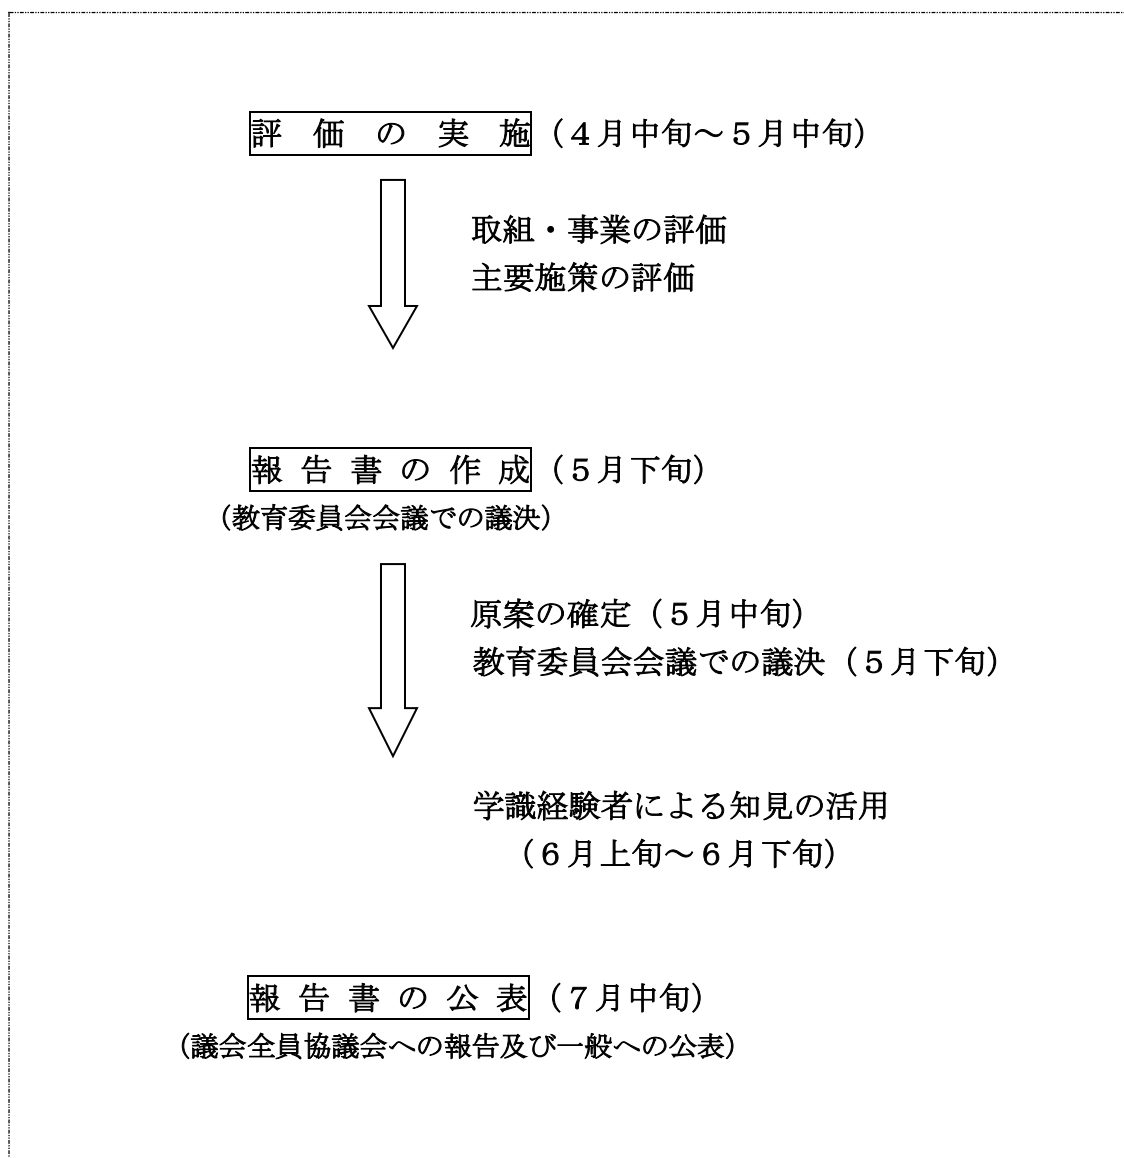 評価の実施（４月中旬～５月中旬）
取組・事業の評価
主要施策の評価
報告書の作成（５月下旬）
（教育委員会会議での議決）
原案の確定（５月中旬）
教育委員会会議での議決（５月下旬）
学識経験者による知見の活用
（６月上旬～６月下旬）
報告書の公表（７月中旬）
（議会全員協議会への報告及び一般への公表）